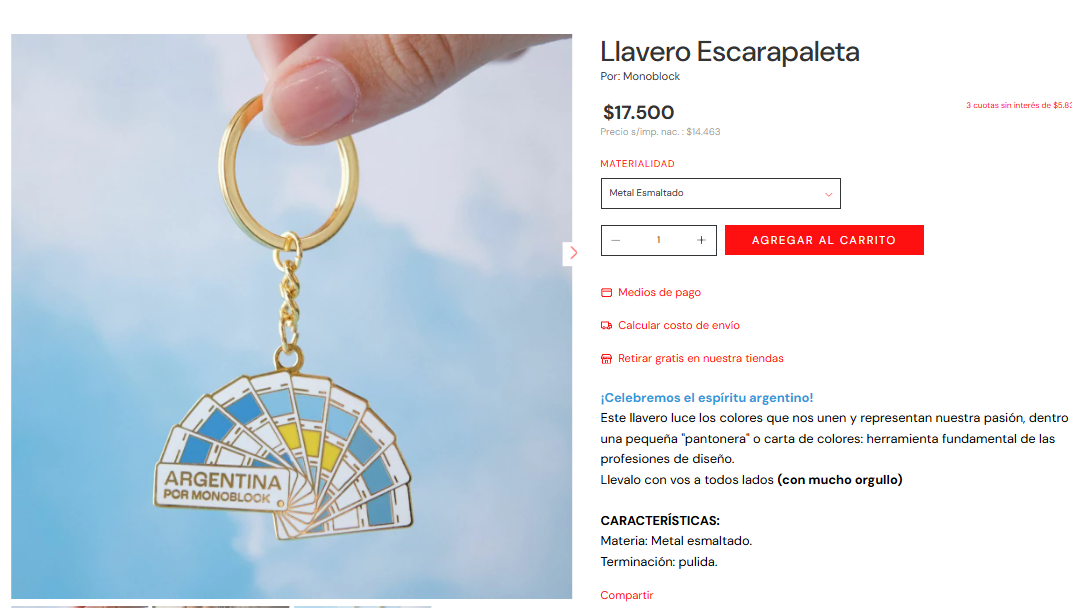 Llavero Escarapaleta
Por: Monoblock
$17.500
3 cuotas sin interés de $5.83
Precio s/imp. nac. : $14.463
MATERIALIDAD
Metal Esmaltado
1
AGREGAR AL CARRITO
Medios de pago
Calcular costo de envío
Retirar gratis en nuestra tiendas
¡Celebremos el espíritu argentino!
Este llavero luce los colores que nos unen y representan nuestra pasión, dentro
una pequeña "pantonera" o carta de colores: herramienta fundamental de las
profesiones de diseño.
Llevalo con vos a todos lados (con mucho orgullo)
CARACTERÍSTICAS:
Materia: Metal esmaltado.
Terminación: pulida.
Compartir
ARGENTINA
POR MONOBLOCK